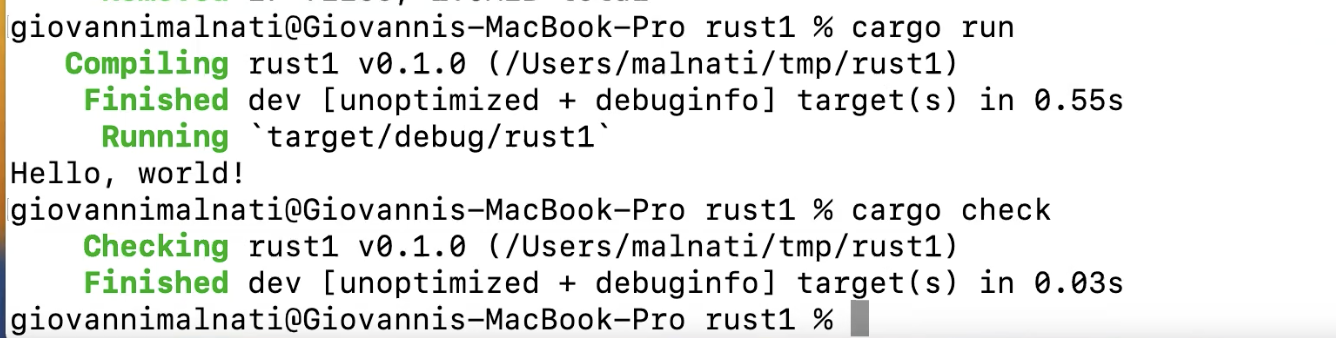 giovannimalnati@Giovannis-MacBook-Pro rust1 % cargo run
Compiling rust1 v0.1.0 (/Users/malnati/tmp/rust1)
Finished dev [unoptimized + debuginfo] target(s) in 0.55s
Running `target/debug/rust1`
Hello, world!
giovannimalnati@Giovannis-MacBook-Pro rust1 % cargo check
Checking rust1 v0.1.0 (/Users/malnati/tmp/rust1)
Finished dev [unoptimized + debuginfo] target(s) in 0.03s
giovannimalnati@Giovannis-MacBook-Pro rust1 %